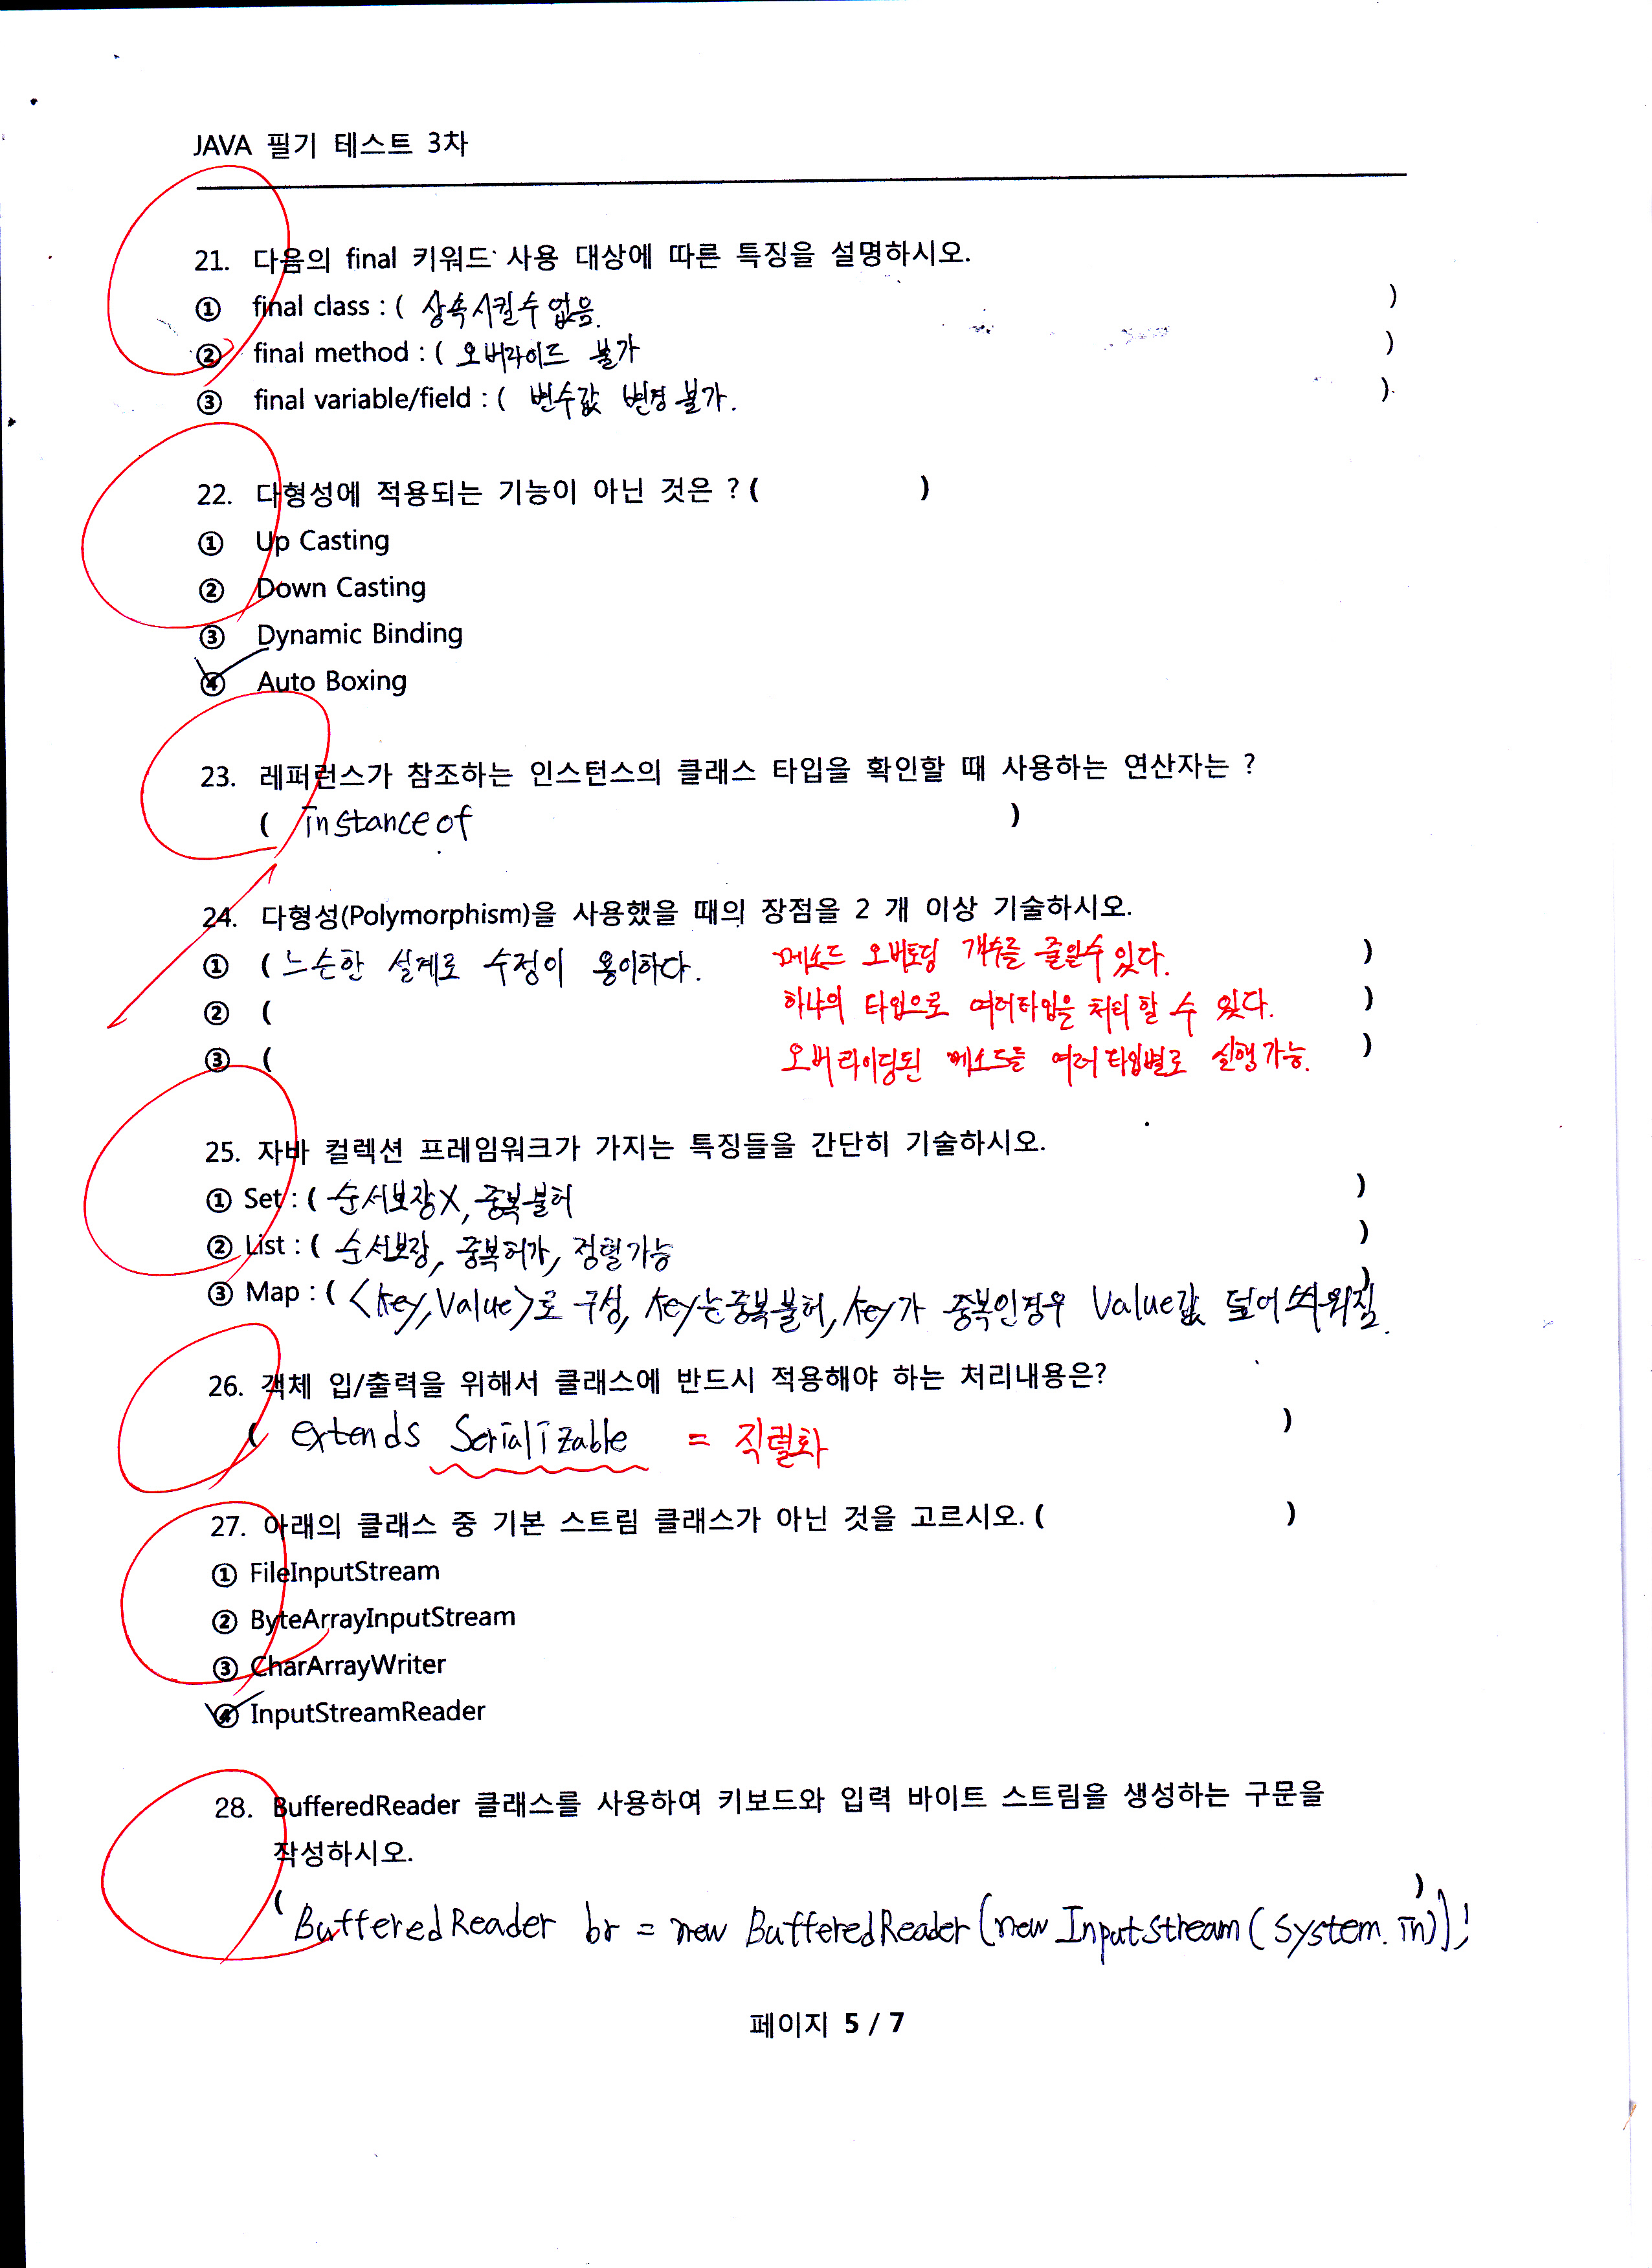 JAVA 필기 테스트 3차
21. 다음의 final 키워드 사용 대상에 따른 특징을 설명하시오.
① final class : ( 상속시킬수 없음. )
② final method : ( 오버라이드 불가 )
③ final variable/field : ( 변수값 변경 불가. )
22. 다형성에 적용되는 기능이 아닌 것은 ? ( )
① Up Casting
② Down Casting
③ Dynamic Binding
④ Auto Boxing
23. 레퍼런스가 참조하는 인스턴스의 클래스 타입을 확인할 때 사용하는 연산자는 ?
( instanceof )
24. 다형성(Polymorphism)을 사용했을 때의 장점을 2 개 이상 기술하시오.
① ( 느슨한 설계로 수정이 용이하다. 메소드 오버로딩 개수를 줄일수 있다. )
② ( 하나의 타입으로 여러타입을 처리 할 수 있다. )
③ ( 오버라이딩된 메소드를 여러타입별로 실행가능. )
25. 자바 컬렉션 프레임워크가 가지는 특징들을 간단히 기술하시오.
① Set : ( 순서보장X, 중복불허 )
② List : ( 순서보장, 중복허가, 정렬가능 )
③ Map : ( <key, Value>로 구성, key는 중복불허, key가 중복인경우 Value값 덮어씌워짐. )
26. 객체 입/출력을 위해서 클래스에 반드시 적용해야 하는 처리내용은?
( extends Serializable = 직렬화 )
27. 아래의 클래스 중 기본 스트림 클래스가 아닌 것을 고르시오. ( )
① FileInputStream
② ByteArrayInputStream
③ CharArrayWriter
④ InputStreamReader
28. BufferedReader 클래스를 사용하여 키보드와 입력 바이트 스트림을 생성하는 구문을
작성하시오.
( BufferedReader br = new BufferedReader(new InputStream(System.in)); )
페이지 5 / 7